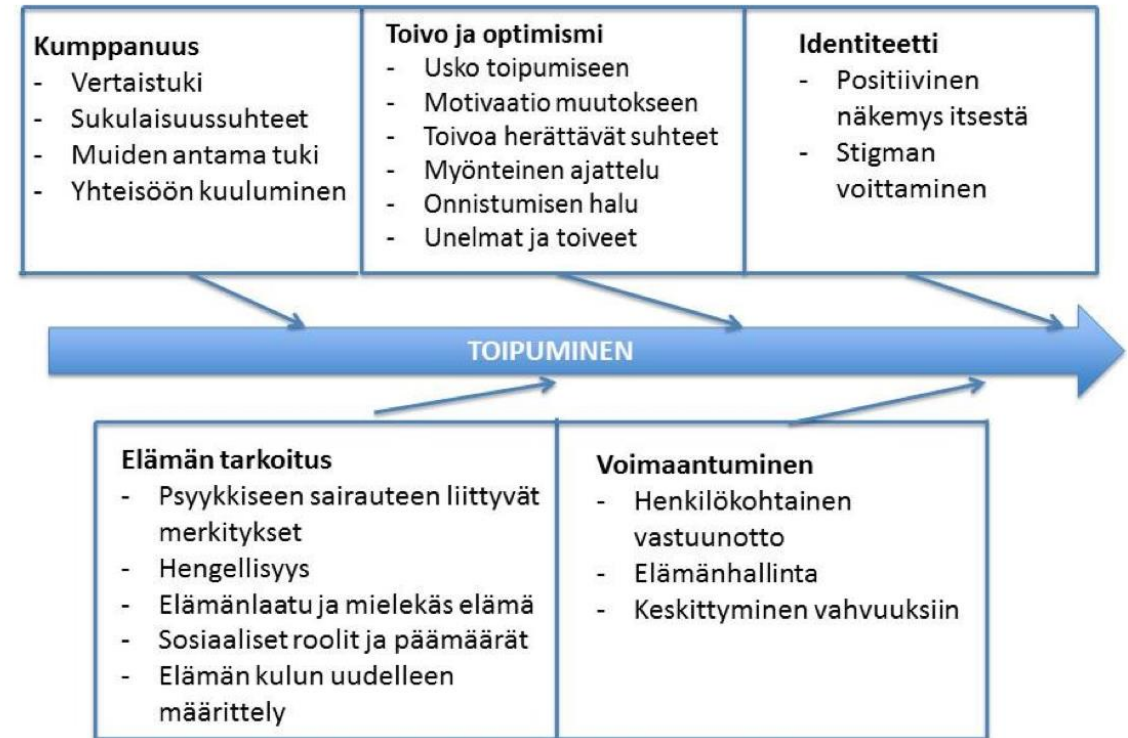 Kumppanuus
- Vertaistuki
- Sukulaisuussuhteet
- Muiden antama tuki
- Yhteisöön kuuluminen
Toivo ja optimismi
- Usko toipumiseen
- Motivaatio muutokseen
- Toivoa herättävät suhteet
- Myönteinen ajattelu
- Onnistumisen halu
- Unelmat ja toiveet
Identiteetti
- Positiivinen
näkemys itsestä
- Stigman
voittaminen
TOIPUMINEN
Elämän tarkoitus
- Psyykkiseen sairauteen liittyvät
merkitykset
- Hengellisyys
- Elämänlaatu ja mielekäs elämä
- Sosiaaliset roolit ja päämäärät
- Elämän kulun uudelleen
määrittely
Voimaantuminen
- Henkilökohtainen
vastuunotto
- Elämänhallinta
- Keskittyminen vahvuuksiin